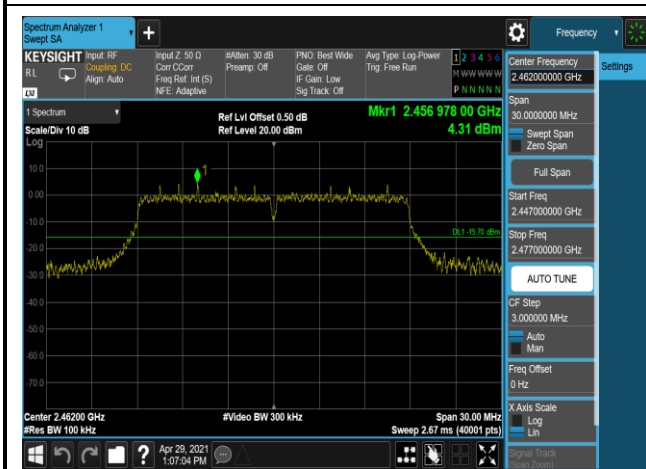 Spectrum Analyzer 1
Swept SA
+
Frequency
KEYSIGHT
RL
LXI
Input: RF
Coupling: DC
Align: Auto
Input Z: 50 Ω
Corr CCorr
Freq Ref: Int (S)
NFE: Adaptive
#Atten: 30 dB
Preamp: Off
PNO: Best Wide
Gate: Off
IF Gain: Low
Sig Track: Off
Avg Type: Log-Power
Trig: Free Run
1 2 3 4 5 6
M W W W W W
P N N N N N
1 Spectrum
Scale/Div 10 dB
Log
Ref Lvl Offset 0.50 dB
Ref Level 20.00 dBm
Mkr1 2.456 978 00 GHz
4.31 dBm
10.0
0.00
-10.0
-20.0
-30.0
-40.0
-50.0
-60.0
-70.0
1
DL1 -15.70 dBm
Center 2.46200 GHz
#Res BW 100 kHz
#Video BW 300 kHz
Span 30.00 MHz
Sweep 2.67 ms (40001 pts)
?
Apr 29, 2021
1:07:04 PM
Center Frequency
2.462000000 GHz
Span
30.0000000 MHz
Swept Span
Zero Span
Full Span
Start Freq
2.447000000 GHz
Stop Freq
2.477000000 GHz
AUTO TUNE
CF Step
3.000000 MHz
Auto
Man
Freq Offset
0 Hz
X Axis Scale
Log
Lin
Signal Track
(Span Zoom)
Settings